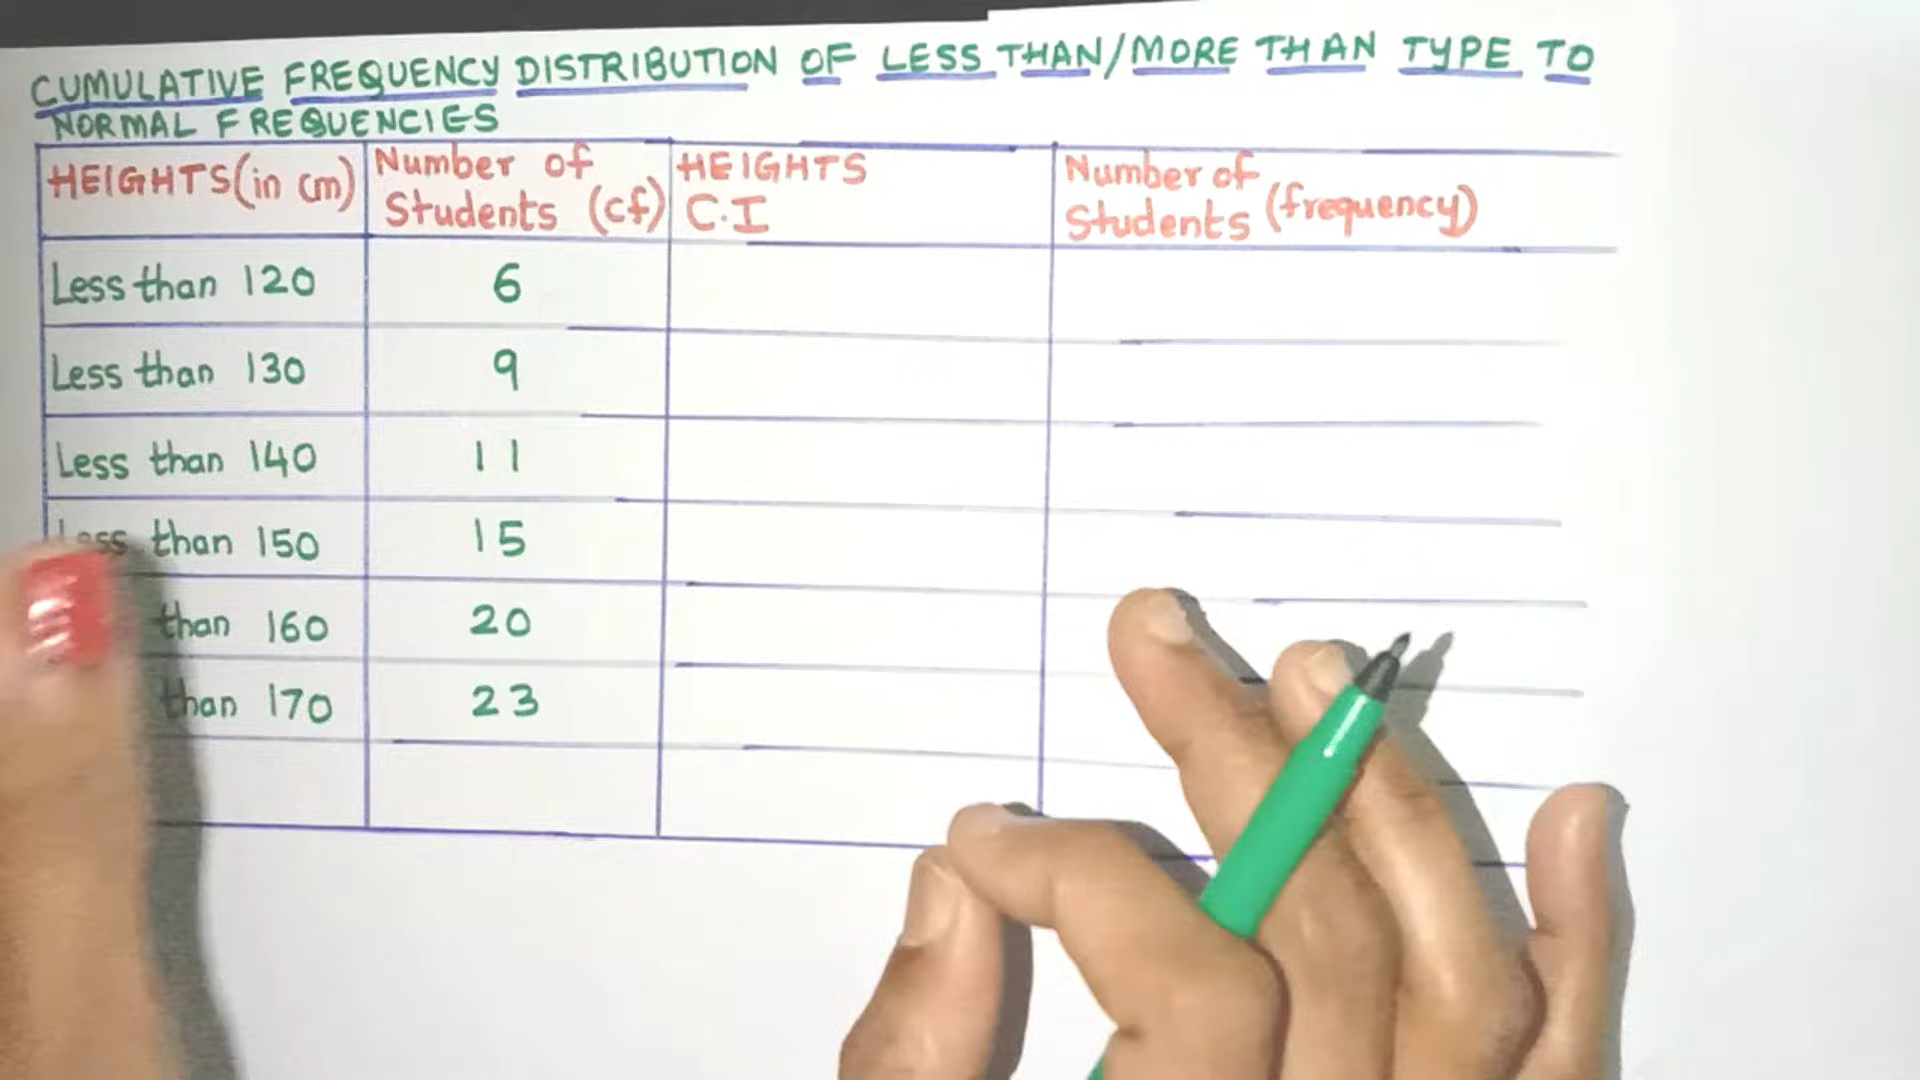 CUMULATIVE FREQUENCY DISTRIBUTION OF LESS THAN/MORE THAN TYPE TO
NORMAL FREQUENCIES
HEIGHTS(in cm) Number of Students (cf) HEIGHTS C.I Number of Students (frequency)
Less than 120 6
Less than 130 9
Less than 140 11
Less than 150 15
than 160 20
than 170 23